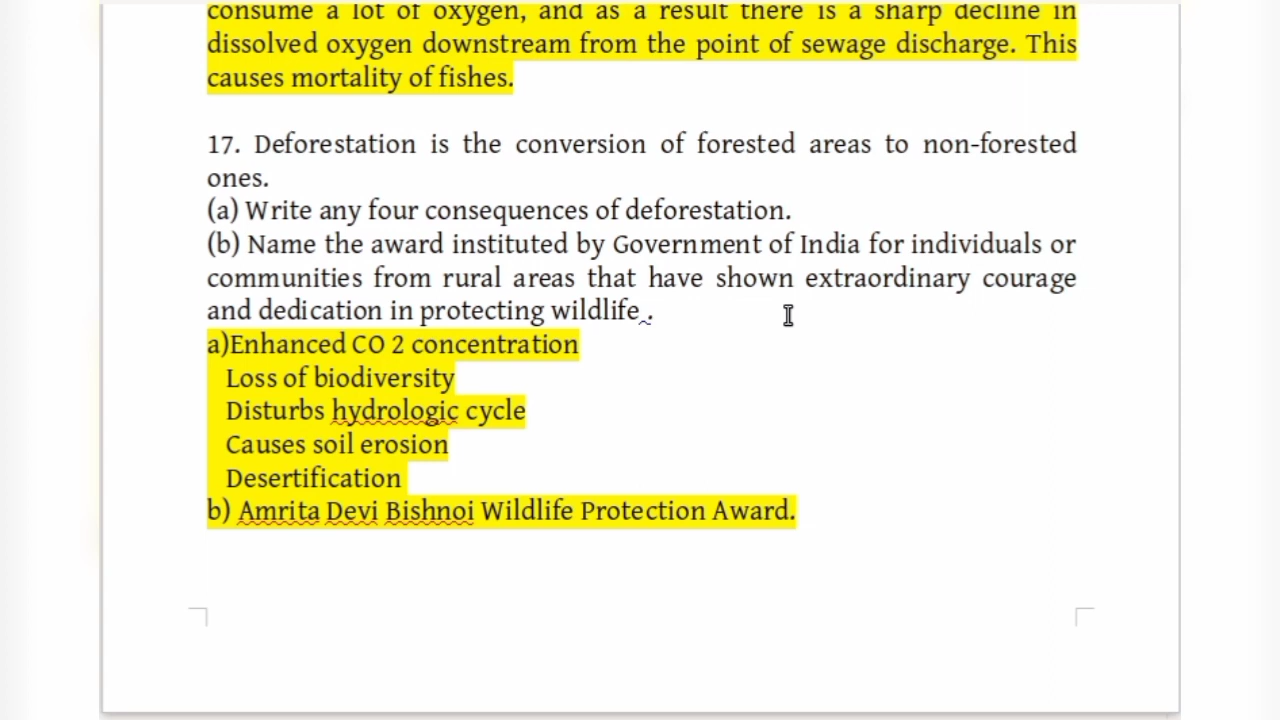 consume a lot of oxygen, and as a result there is a sharp decline in
dissolved oxygen downstream from the point of sewage discharge. This
causes mortality of fishes.
17. Deforestation is the conversion of forested areas to non-forested
ones.
(a) Write any four consequences of deforestation.
(b) Name the award instituted by Government of India for individuals or
communities from rural areas that have shown extraordinary courage
and dedication in protecting wildlife .
a)Enhanced CO 2 concentration
Loss of biodiversity
Disturbs hydrologic cycle
Causes soil erosion
Desertification
b) Amrita Devi Bishnoi Wildlife Protection Award.